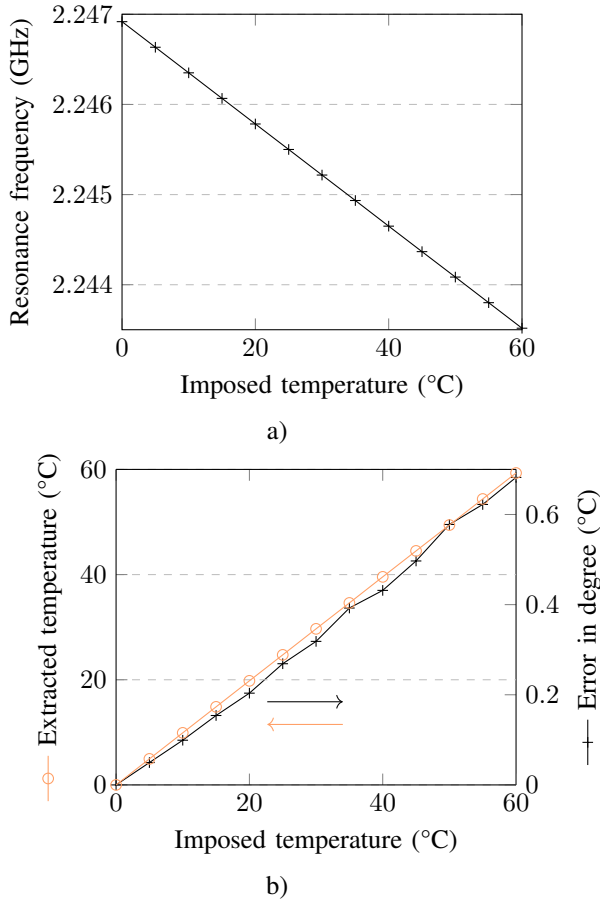 2.247
2.246
2.245
2.244
Resonance frequency (GHz)
0 20 40 60
Imposed temperature (°C)
a)
60
40
20
0
Extracted temperature (°C)
0.6
0.4
0.2
0
Error in degree (°C)
0 20 40 60
Imposed temperature (°C)
b)